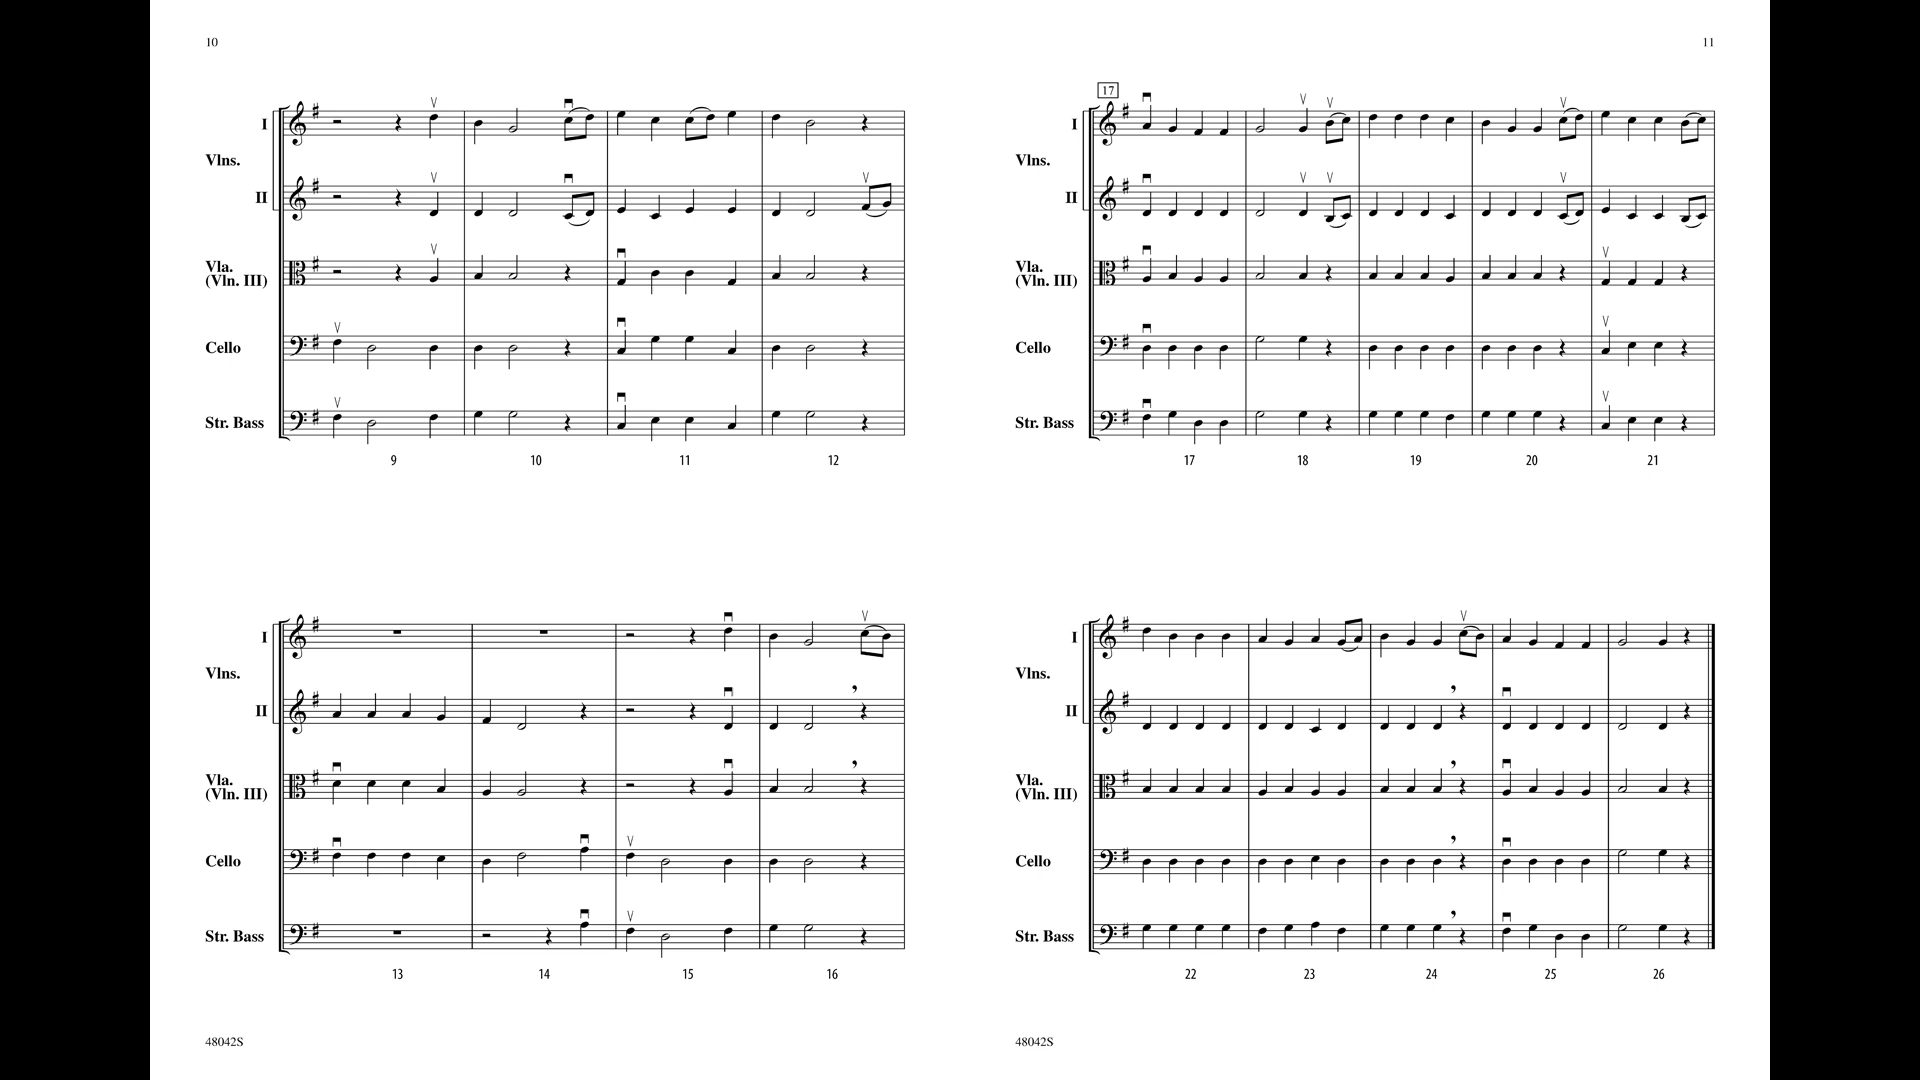 10
I
Vlns.
II
Vla.
(Vln. III)
Cello
Str. Bass
9 10 11 12
I
Vlns.
II
Vla.
(Vln. III)
Cello
Str. Bass
13 14 15 16
48042S
11
17
I
Vlns.
II
Vla.
(Vln. III)
Cello
Str. Bass
17 18 19 20 21
I
Vlns.
II
Vla.
(Vln. III)
Cello
Str. Bass
22 23 24 25 26
48042S